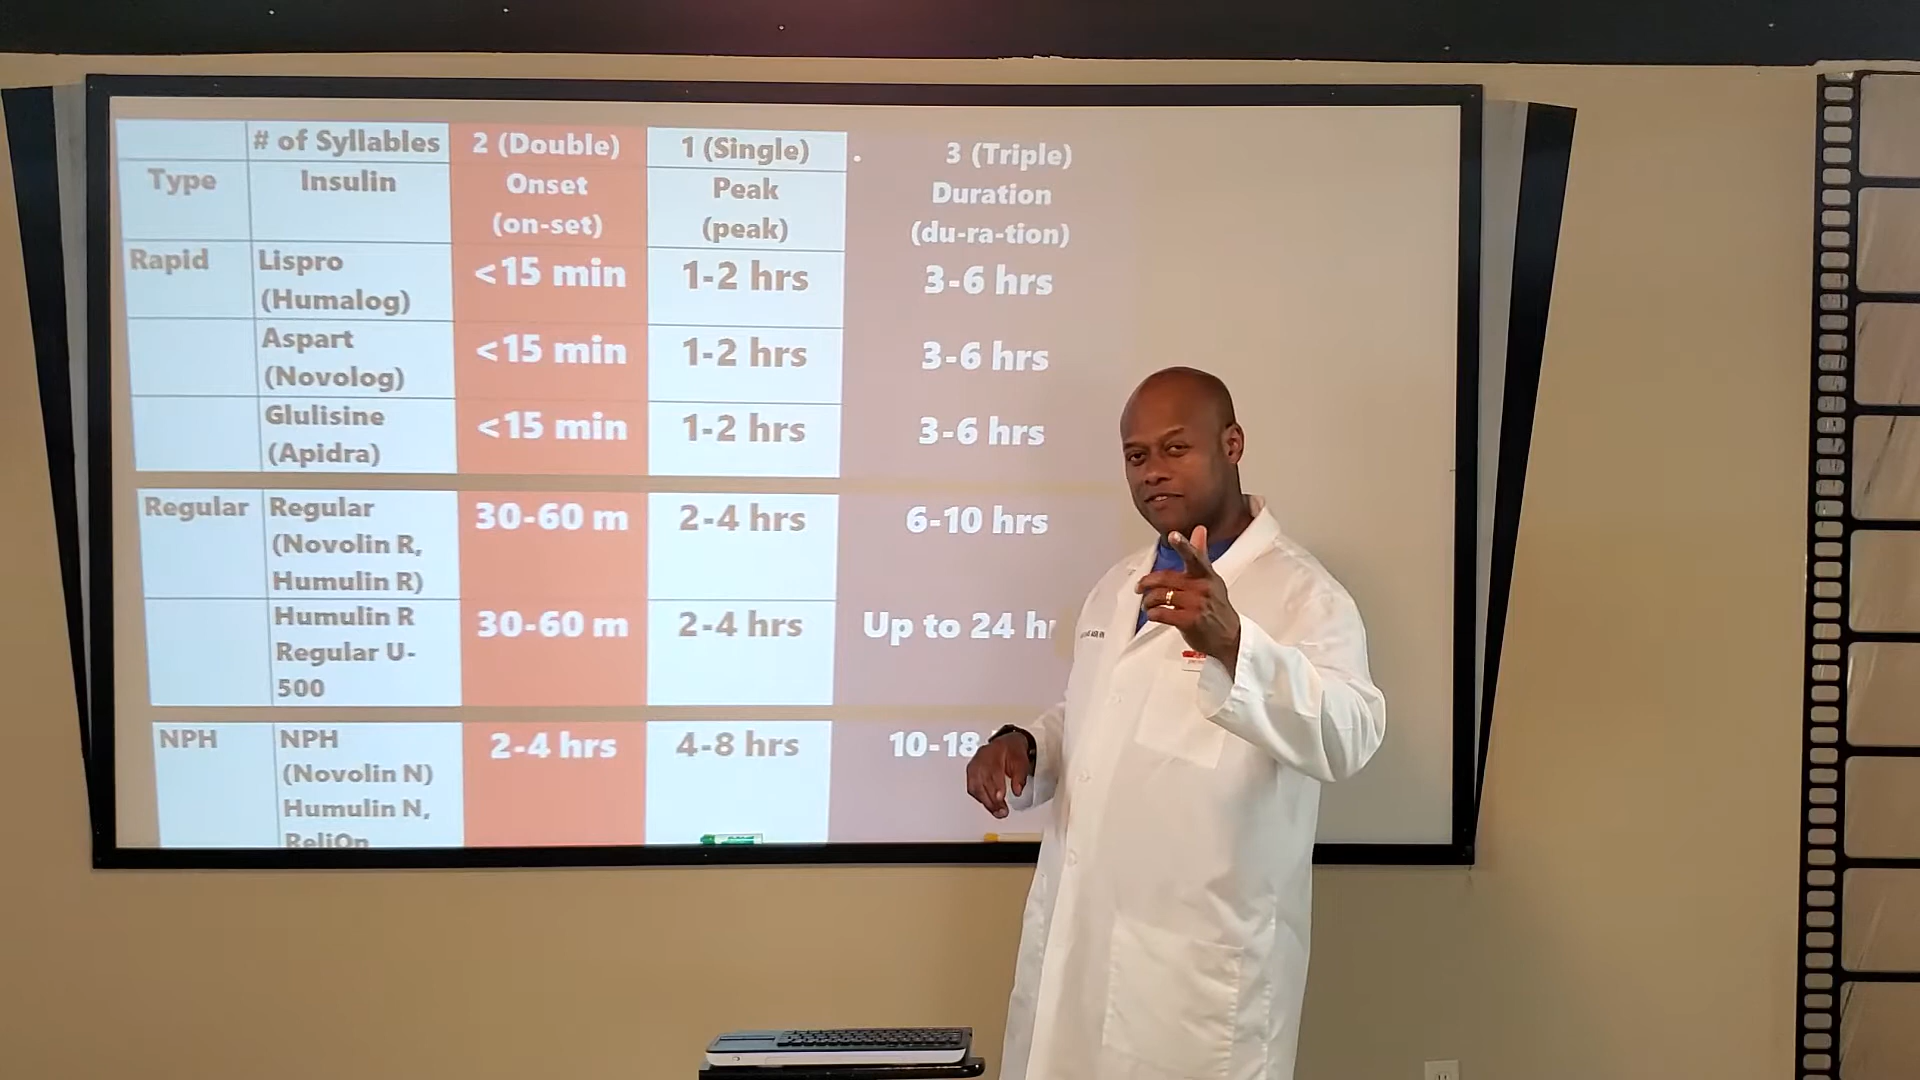 # of Syllables 2 (Double) 1 (Single) . 3 (Triple)
Type Insulin Onset Peak Duration
(on-set) (peak) (du-ra-tion)
Rapid Lispro <15 min 1-2 hrs 3-6 hrs
(Humalog)
Aspart <15 min 1-2 hrs 3-6 hrs
(Novolog)
Glulisine <15 min 1-2 hrs 3-6 hrs
(Apidra)
Regular Regular 30-60 m 2-4 hrs 6-10 hrs
(Novolin R,
Humulin R)
Humulin R 30-60 m 2-4 hrs Up to 24 hr
Regular U-
500
NPH NPH 2-4 hrs 4-8 hrs 10-18
(Novolin N)
Humulin N,
ReliOn